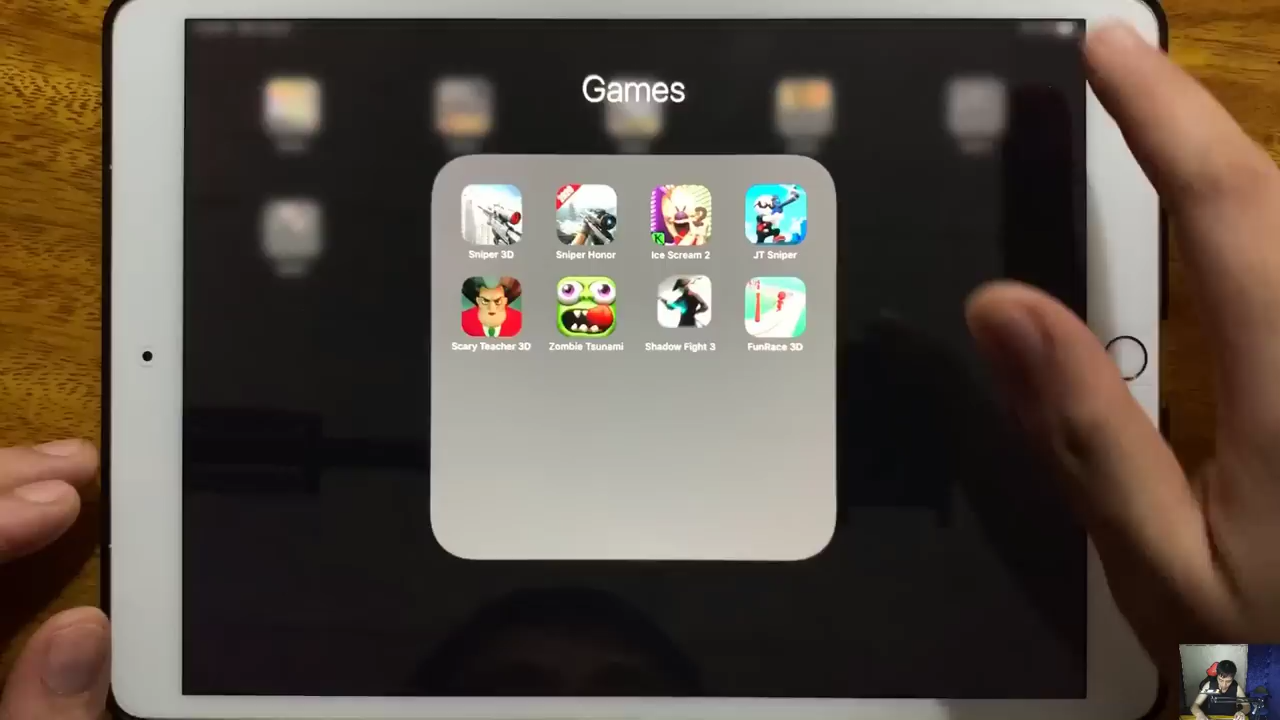 Games
Sniper 3D
Sniper Honor
Ice Scream 2
JT Sniper
Scary Teacher 3D
Zombie Tsunami
Shadow Fight 3
FunRace 3D